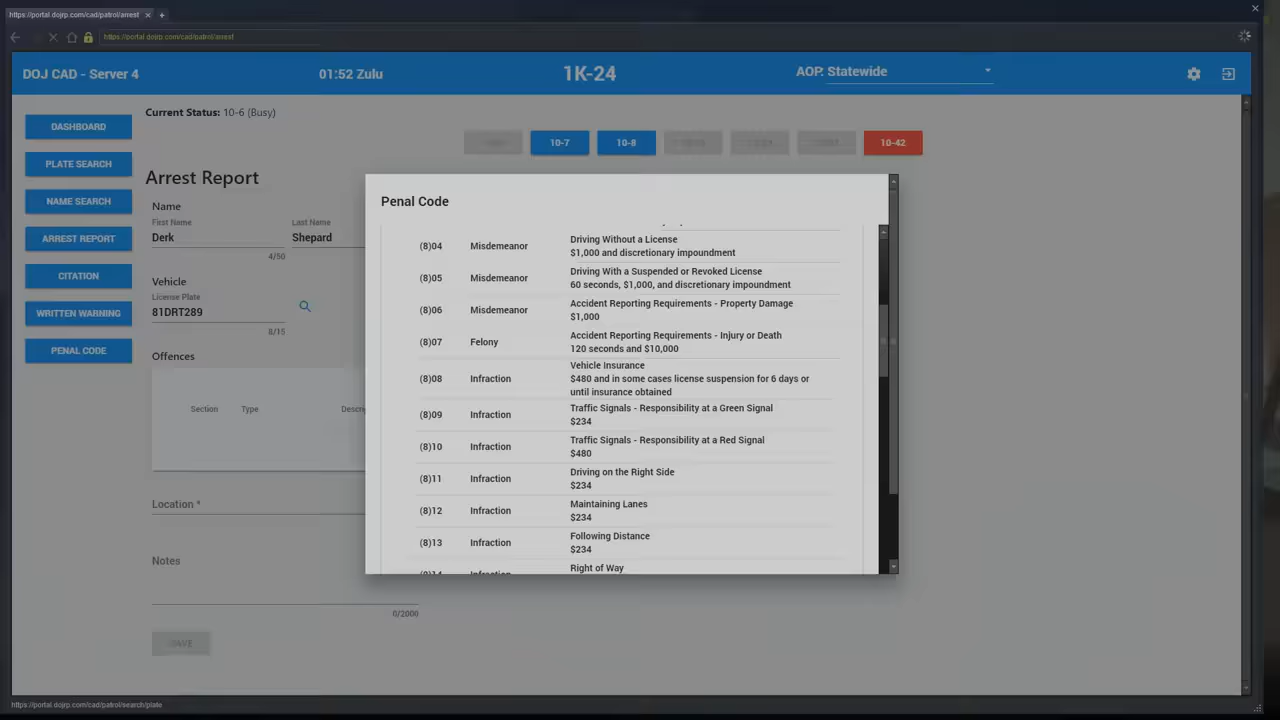 https://portal.dojrp.com/cad/patrol/arrest
https://portal.dojrp.com/cad/patrol/arrest
DOJ CAD - Server 4
01:52 Zulu
1K-24
AOP: Statewide
Current Status: 10-6 (Busy)
10-7
10-8
10-42
DASHBOARD
PLATE SEARCH
NAME SEARCH
ARREST REPORT
CITATION
WRITTEN WARNING
PENAL CODE
Arrest Report
Name
First Name
Last Name
Derk
Shepard
4/50
Vehicle
License Plate
81DRT289
8/15
Offences
Section
Type
Descri
Location *
Notes
0/2000
SAVE
Penal Code
(8)04 Misdemeanor Driving Without a License
$1,000 and discretionary impoundment
(8)05 Misdemeanor Driving With a Suspended or Revoked License
60 seconds, $1,000, and discretionary impoundment
(8)06 Misdemeanor Accident Reporting Requirements - Property Damage
$1,000
(8)07 Felony Accident Reporting Requirements - Injury or Death
120 seconds and $10,000
(8)08 Infraction Vehicle Insurance
$480 and in some cases license suspension for 6 days or
until insurance obtained
(8)09 Infraction Traffic Signals - Responsibility at a Green Signal
$234
(8)10 Infraction Traffic Signals - Responsibility at a Red Signal
$480
(8)11 Infraction Driving on the Right Side
$234
(8)12 Infraction Maintaining Lanes
$234
(8)13 Infraction Following Distance
$234
(8)14 Infraction Right of Way
https://portal.dojrp.com/cad/patrol/search/plate